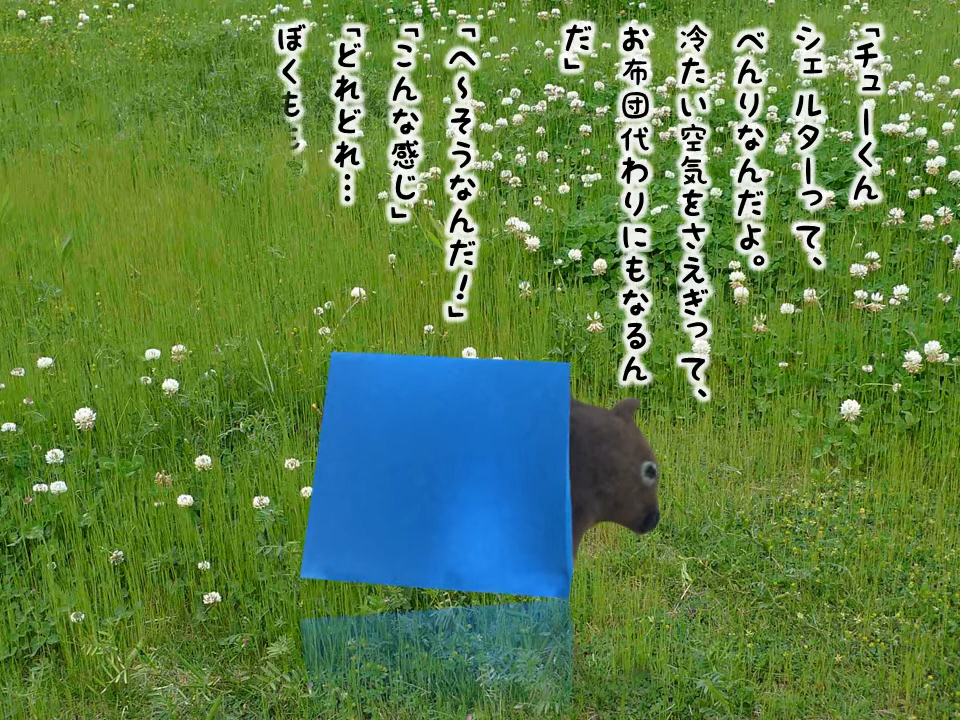 「チューくん
シェルターって、
べんりなんだよ。
冷たい空気をさえぎって、
お布団代わりにもなるん
だ」
「へ～そうなんだ！」
「こんな感じ」
「どれどれ…
ぼくも…